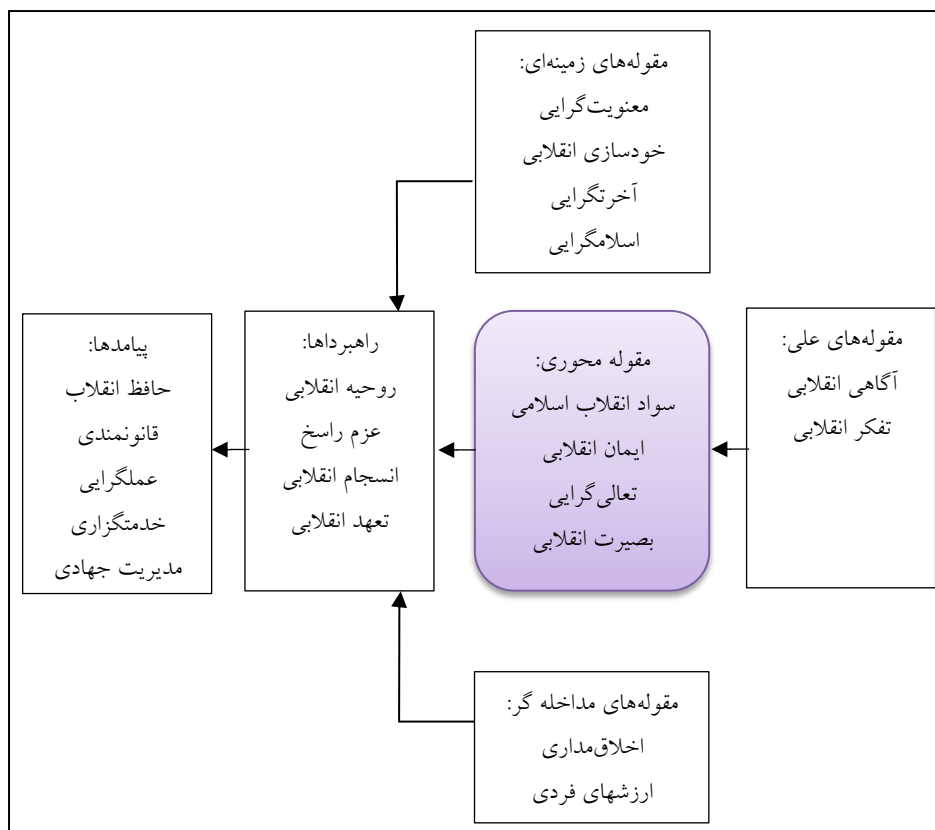 مقوله‌های زمینه‌ای:
معنویت‌گرایی
خودسازی انقلابی
آخرتگرایی
اسلامگرایی
مقوله‌های علی:
آگاهی انقلابی
تفکر انقلابی
مقوله محوری:
سواد انقلاب اسلامی
ایمان انقلابی
تعالی‌گرایی
بصیرت انقلابی
راهبرداها:
روحیه انقلابی
عزم راسخ
انسجام انقلابی
تعهد انقلابی
پیامدها:
حافظ انقلاب
قانونمندی
عملگرایی
خدمتگزاری
مدیریت جهادی
مقوله‌های مداخله گر:
اخلاق‌مداری
ارزشهای فردی